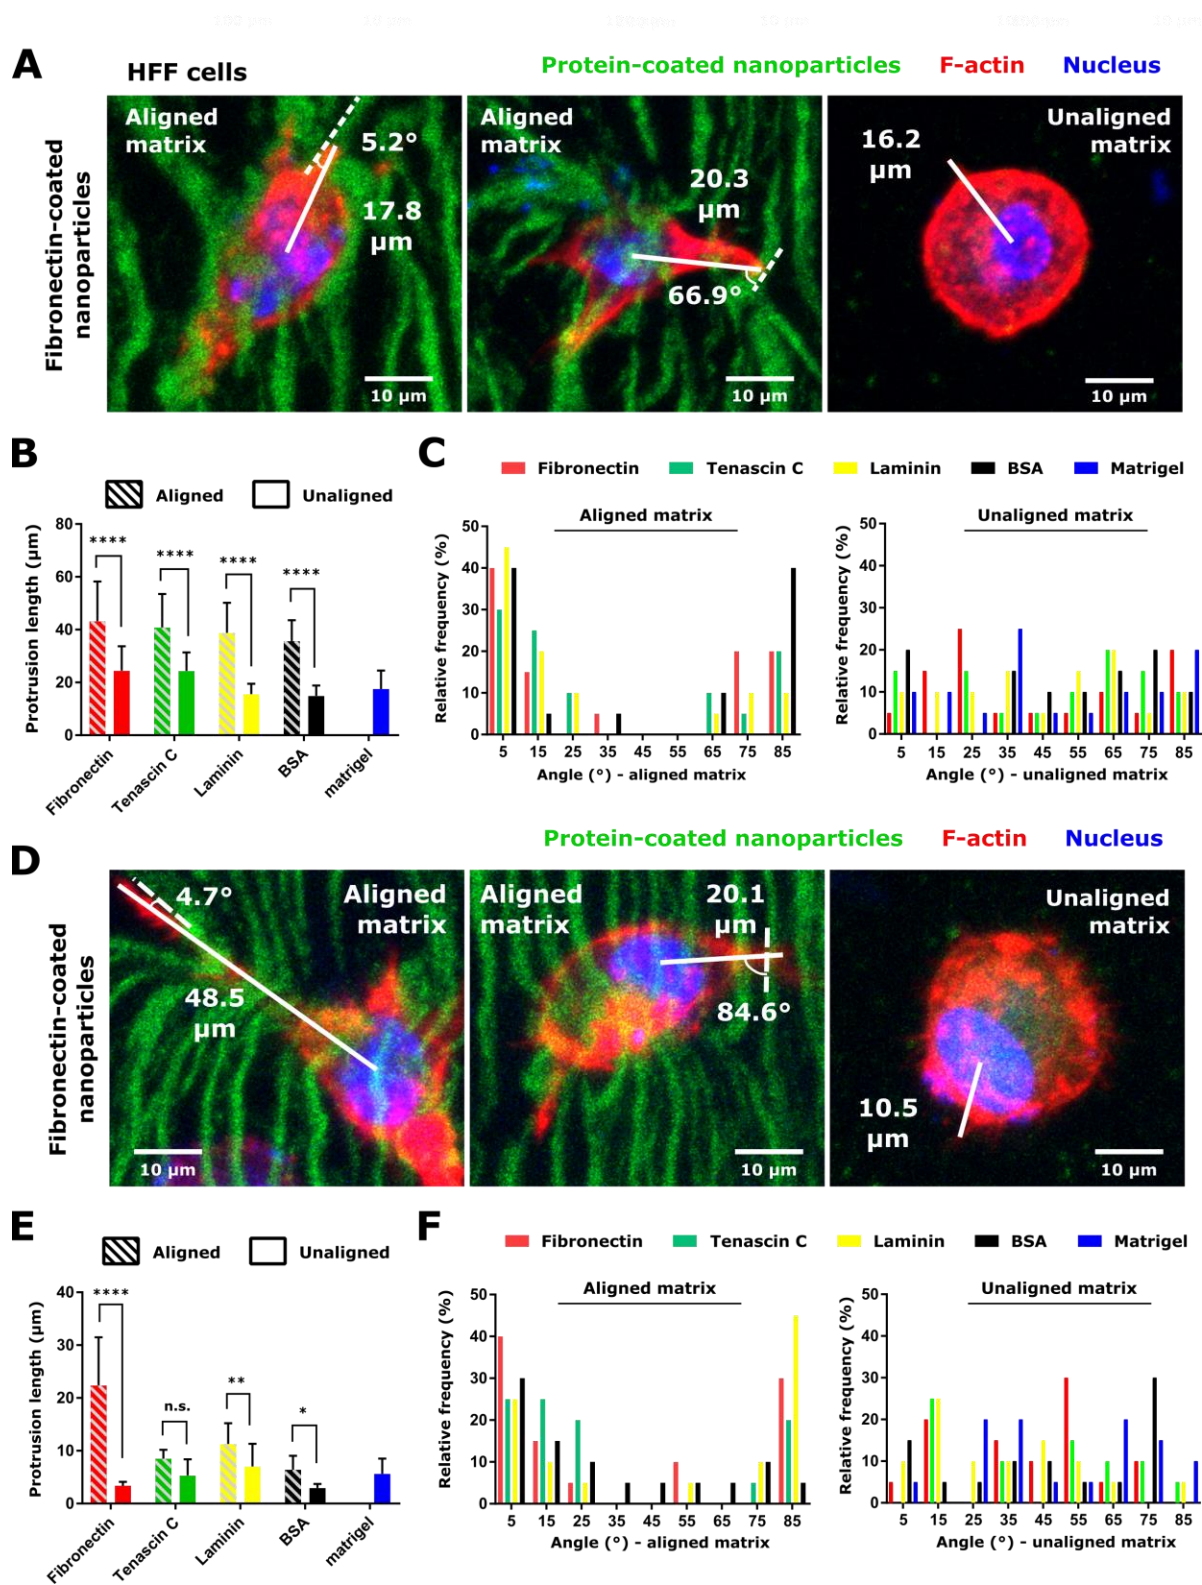 A
HFF cells
Protein-coated nanoparticles F-actin Nucleus
Fibronectin-coated
nanoparticles
Aligned
matrix
5.2°
17.8
µm
10 µm
Aligned
matrix
20.3
µm
66.9°
10 µm
Unaligned
matrix
16.2
µm
10 µm
B
Aligned Unaligned
Protrusion length (µm)
80
60
40
20
0
**** **** **** ****
Fibronectin Tenascin C Laminin BSA matrigel
C
Fibronectin Tenascin C Laminin BSA Matrigel
Aligned matrix
Relative frequency (%)
50
40
30
20
10
0
5 15 25 35 45 55 65 75 85
Angle (°) - aligned matrix
Unaligned matrix
Relative frequency (%)
50
40
30
20
10
0
5 15 25 35 45 55 65 75 85
Angle (°) - unaligned matrix
D
Protein-coated nanoparticles F-actin Nucleus
Fibronectin-coated
nanoparticles
4.7°
Aligned
matrix
48.5
µm
10 µm
Aligned
matrix
20.1
µm
84.6°
10 µm
Unaligned
matrix
10.5
µm
10 µm
E
Aligned Unaligned
Protrusion length (µm)
40
30
20
10
0
**** n.s. ** *
Fibronectin Tenascin C Laminin BSA matrigel
F
Fibronectin Tenascin C Laminin BSA Matrigel
Aligned matrix
Relative frequency (%)
50
40
30
20
10
0
5 15 25 35 45 55 65 75 85
Angle (°) - aligned matrix
Unaligned matrix
Relative frequency (%)
50
40
30
20
10
0
5 15 25 35 45 55 65 75 85
Angle (°) - unaligned matrix